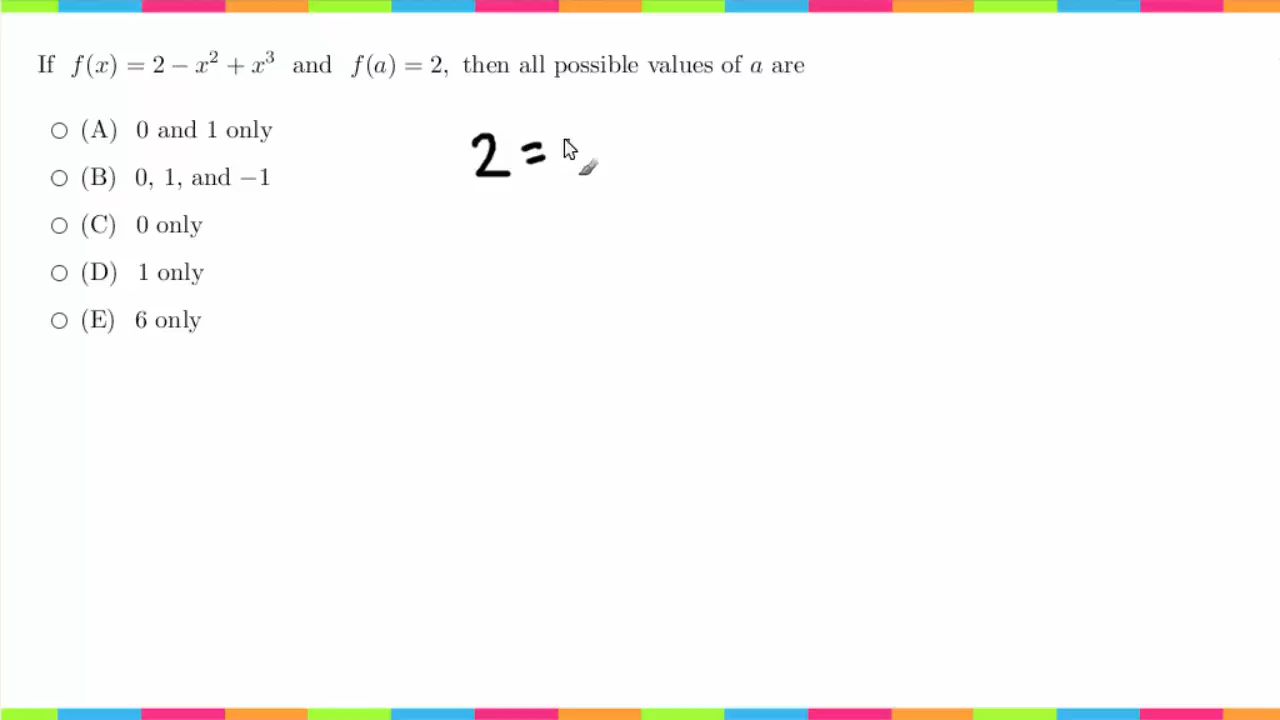 If f(x) = 2 − x² + x³ and f(a) = 2, then all possible values of a are
(A) 0 and 1 only
2 =
(B) 0, 1, and −1
(C) 0 only
(D) 1 only
(E) 6 only